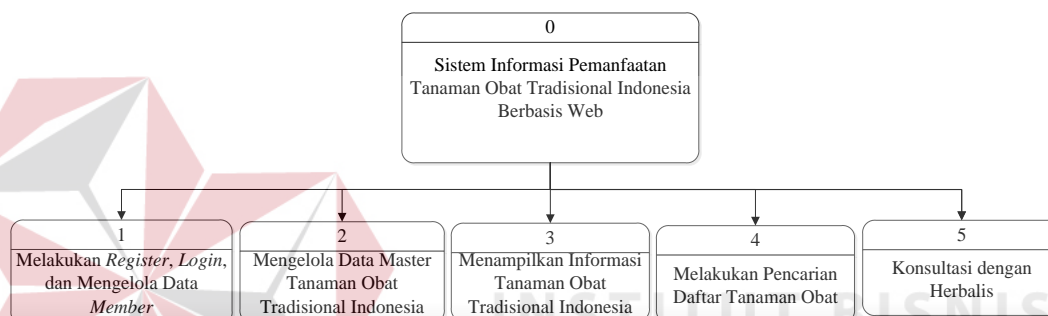 0
Sistem Informasi Pemanfaatan
Tanaman Obat Tradisional Indonesia
Berbasis Web
1
Melakukan Register, Login,
dan Mengelola Data
Member
2
Mengelola Data Master
Tanaman Obat
Tradisional Indonesia
3
Menampilkan Informasi
Tanaman Obat
Tradisional Indonesia
4
Melakukan Pencarian
Daftar Tanaman Obat
5
Konsultasi dengan
Herbalis
BISNIS